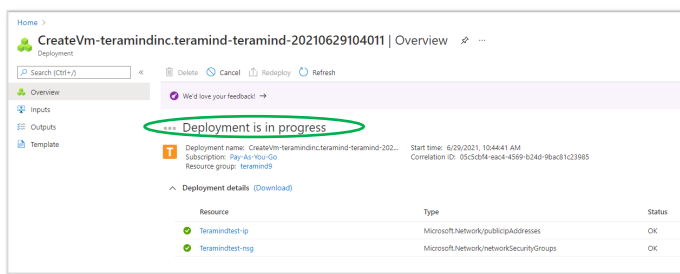 Home >
CreateVm-teramindinc.teramind-teramind-20210629104011 | Overview
Deployment
Search (Ctrl+/)
Delete Cancel Redeploy Refresh
Overview
We'd love your feedback! →
Inputs
Outputs
Deployment is in progress
Template
Deployment name: CreateVm-teramindinc.teramind-teramind-202... Start time: 6/29/2021, 10:44:41 AM
Subscription: Pay-As-You-Go Correlation ID: 05c5cbf4-eac4-4569-b24d-9bac81c23985
Resource group: teramind9
Deployment details (Download)
Resource Type Status
Teramindtest-ip Microsoft.Network/publicIpAddresses OK
Teramindtest-nsg Microsoft.Network/networkSecurityGroups OK